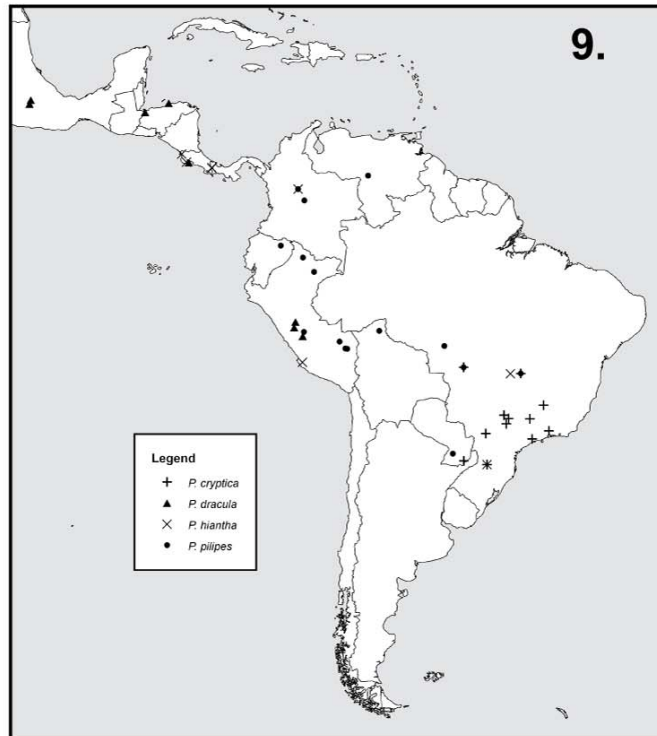 9.
Legend
P. cryptica
P. dracula
P. hiantha
P. pilipes